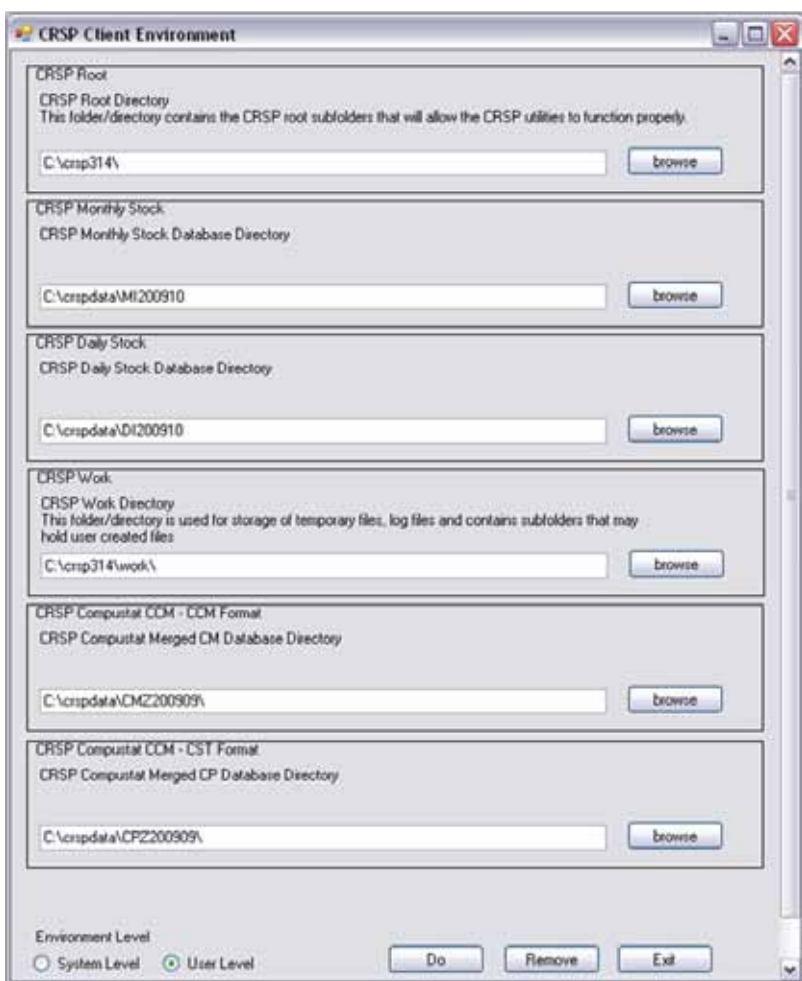 CRSP Client Environment
CRSP Root
CRSP Root Directory
This folder/directory contains the CRSP root subfolders that will allow the CRSP utilities to function properly.
C:\crsp314\
browse
CRSP Monthly Stock
CRSP Monthly Stock Database Directory
C:\crspdata\MI200910
browse
CRSP Daily Stock
CRSP Daily Stock Database Directory
C:\crspdata\DI200910
browse
CRSP Work
CRSP Work Directory
This folder/directory is used for storage of temporary files, log files and contains subfolders that may
hold user created files
C:\crsp314\work\
browse
CRSP Compustat CCM - CCM Format
CRSP Compustat Merged CM Database Directory
C:\crspdata\CMZ200909\
browse
CRSP Compustat CCM - CST Format
CRSP Compustat Merged CP Database Directory
C:\crspdata\CPZ200909\
browse
Environment Level
System Level User Level Do Remove Exit